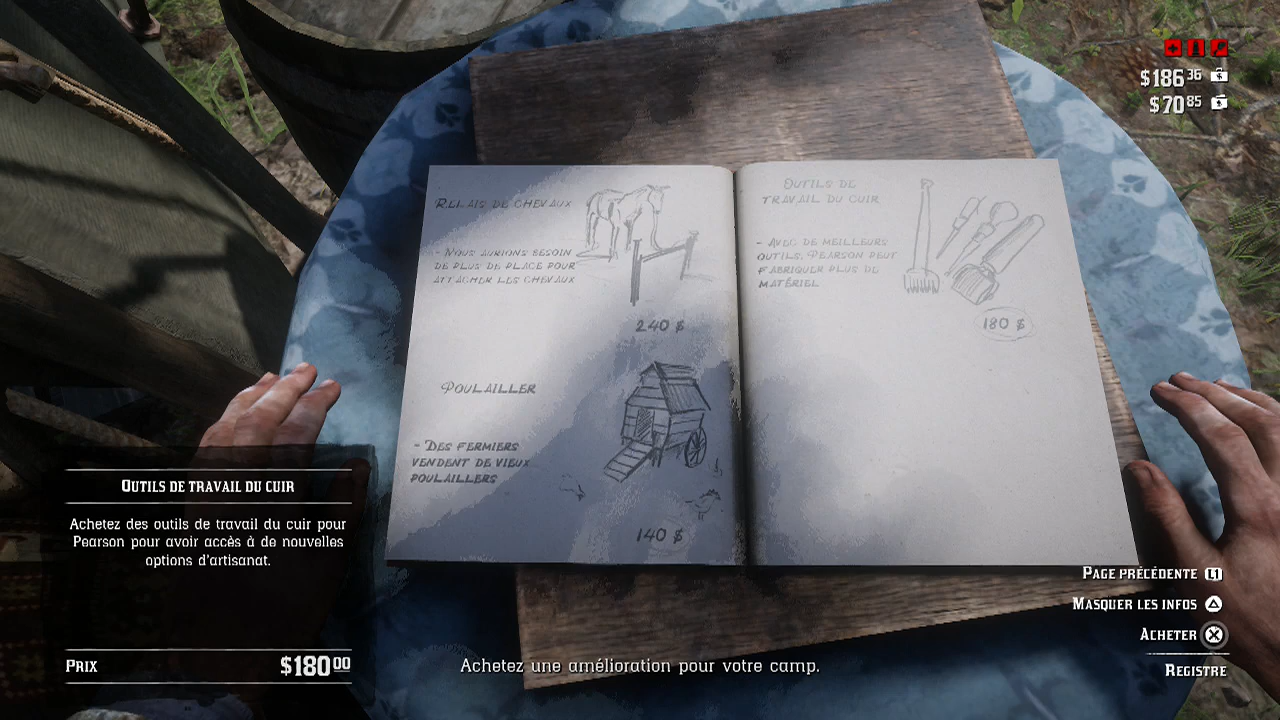 $186 36
$70 85
RELAIS DE CHEVAUX
- NOUS AURIONS BESOIN
DE PLUS DE PLACE POUR
ATTACHER LES CHEVAUX
240 $
POULAILLER
- DES FERMIERS
VENDENT DE VIEUX
POULAILLERS
140 $
OUTILS DE
TRAVAIL DU CUIR
- AVEC DE MEILLEURS
OUTILS, PEARSON PEUT
FABRIQUER PLUS DE
MATÉRIEL
180 $
OUTILS DE TRAVAIL DU CUIR
Achetez des outils de travail du cuir pour
Pearson pour avoir accès à de nouvelles
options d'artisanat.
PRIX $180 00
Achetez une amélioration pour votre camp.
PAGE PRÉCÉDENTE L1
MASQUER LES INFOS
ACHETER
REGISTRE